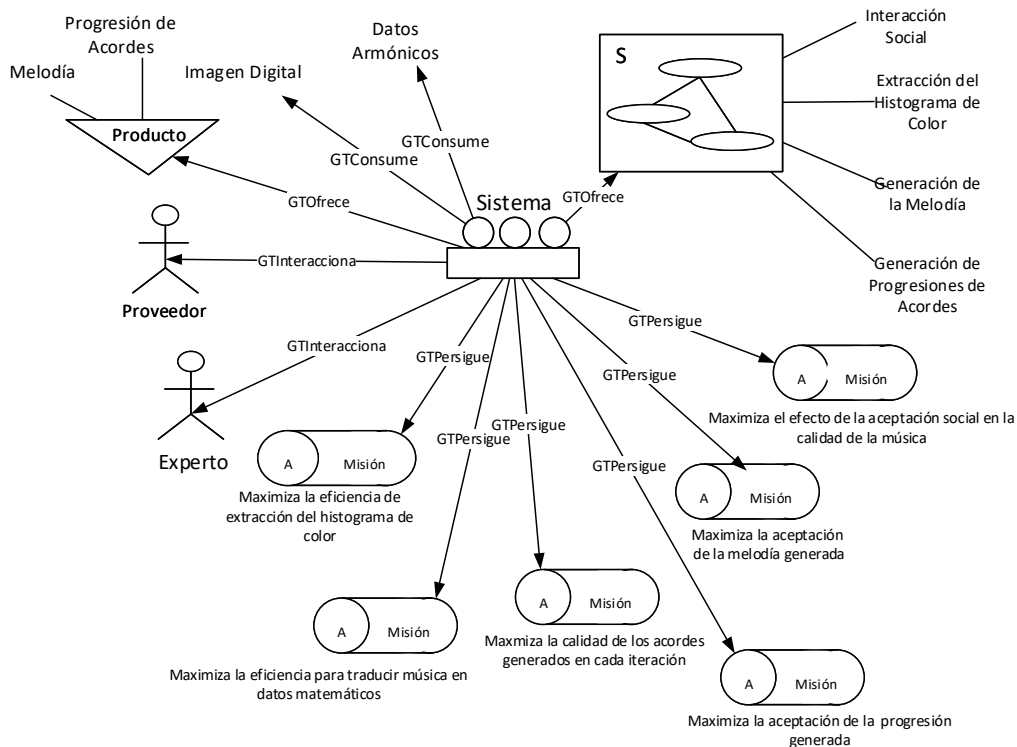 Progresión de
Acordes
Melodía
Imagen Digital
Datos
Armónicos
Interacción
Social
S
Extracción del
Histograma de
Color
Producto
GTConsume
GTConsume
GTOfrece
Sistema
GTOfrece
Generación de
la Melodía
GTInteracciona
Proveedor
Generación de
Progresiones de
Acordes
GTPersigue
GTInteracciona
GTPersigue
GTPersigue
A
Misión
Maximiza el efecto de la aceptación social en la
calidad de la música
GTPersigue
GTPersigue
Experto
A
Misión
GTPersigue
Maximiza la eficiencia de
extracción del histograma de
color
A
Misión
Maximiza la aceptación
de la melodía generada
A
Misión
Maxmiza la calidad de los acordes
generados en cada iteración
A
Misión
Maximiza la eficiencia para traducir música en
datos matemáticos
A
Misión
Maximiza la aceptación de la progresión
generada